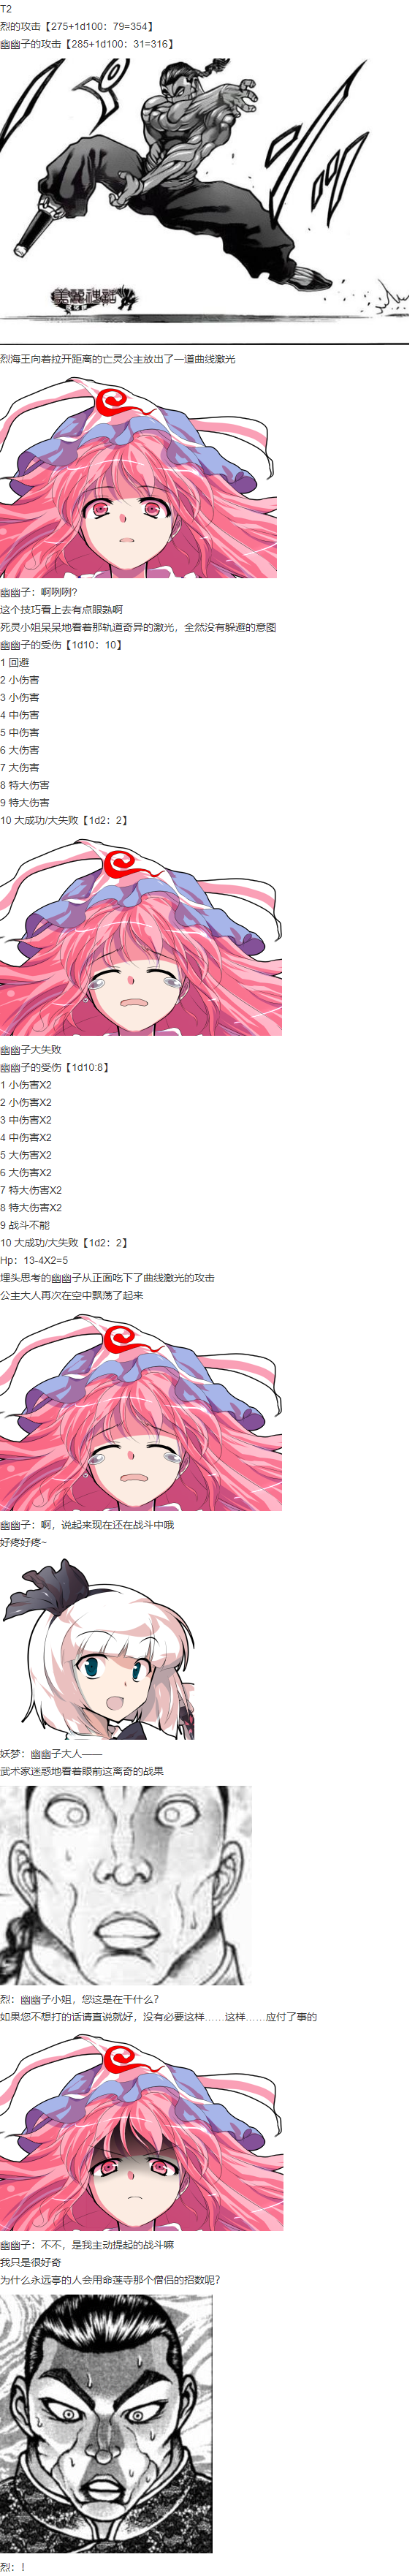 T2
烈的攻击【275+1d100：79=354】
幽幽子的攻击【285+1d100：31=316】
烈海王向着拉开距离的亡灵公主放出了一道曲线激光
幽幽子：啊咧咧？
这个技巧看上去有点眼熟啊
死灵小姐呆呆地看着那轨道奇异的激光，全然没有躲避的意图
幽幽子的受伤【1d10：10】
1 回避
2 小伤害
3 小伤害
4 中伤害
5 中伤害
6 大伤害
7 大伤害
8 特大伤害
9 特大伤害
10 大成功/大失败【1d2：2】
幽幽子大失败
幽幽子的受伤【1d10:8】
1 小伤害X2
2 小伤害X2
3 中伤害X2
4 中伤害X2
5 大伤害X2
6 大伤害X2
7 特大伤害X2
8 特大伤害X2
9 战斗不能
10 大成功/大失败【1d2：2】
Hp：13-4X2=5
埋头思考的幽幽子从正面吃下了曲线激光的攻击
公主大人再次在空中飘荡了起来
幽幽子：啊，说起来现在还在战斗中哦
好疼好疼~
妖梦：幽幽子大人——
武术家迷惑地看着眼前这离奇的战果
烈：幽幽子小姐，您这是在干什么？
如果您不想打的话请直说就好，没有必要这样……这样……应付了事的
幽幽子：不不，是我主动提起的战斗嘛
我只是很好奇
为什么永远亭的人会用命莲寺那个僧侣的招数呢？
烈：！